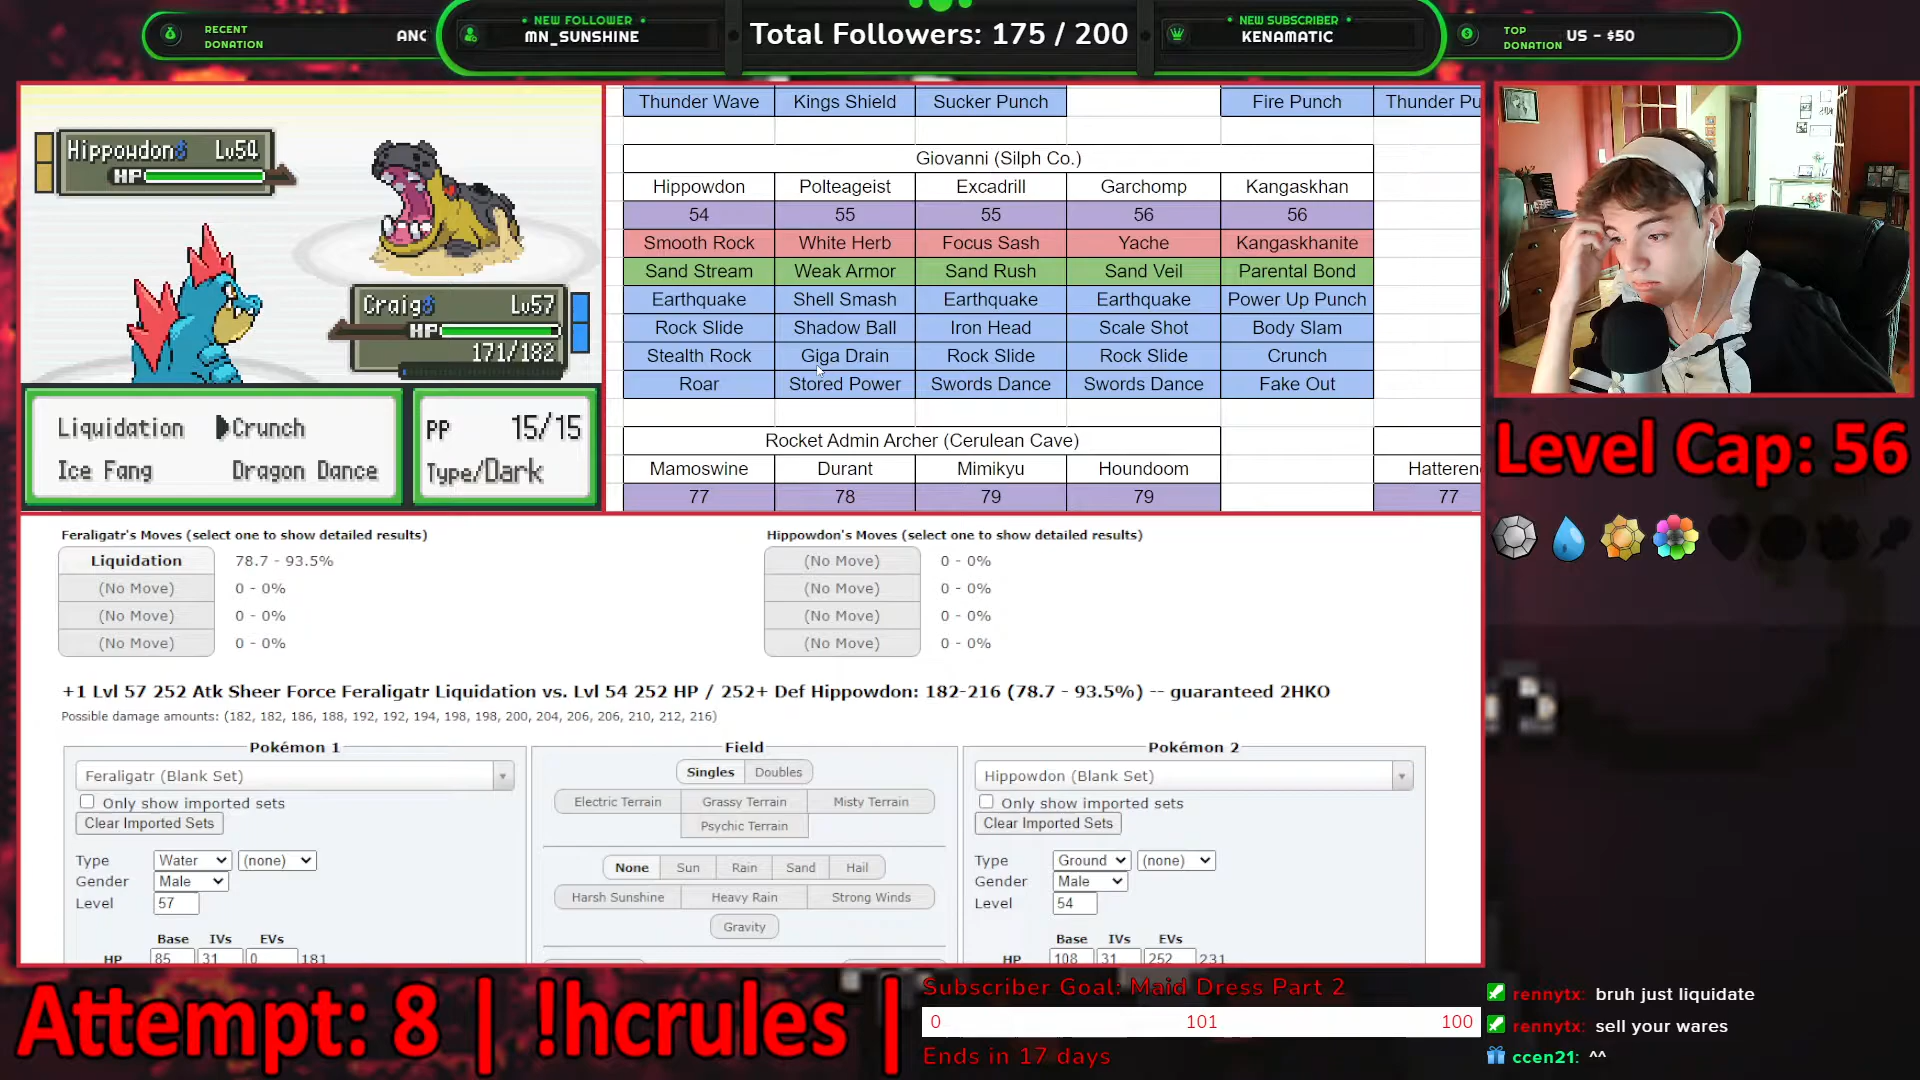 RECENT DONATION
ANC
• NEW FOLLOWER •
MN_SUNSHINE
Total Followers: 175 / 200
• NEW SUBSCRIBER •
KENAMATIC
TOP DONATION
US - $50
Hippowdon♂ Lv54
HP
Craig♂ Lv57
HP
171/182
Liquidation Crunch
Ice Fang Dragon Dance
PP 15/15
Type/Dark
Thunder Wave Kings Shield Sucker Punch Fire Punch Thunder Pu
Giovanni (Silph Co.)
Hippowdon Polteageist Excadrill Garchomp Kangaskhan
54 55 55 56 56
Smooth Rock White Herb Focus Sash Yache Kangaskhanite
Sand Stream Weak Armor Sand Rush Sand Veil Parental Bond
Earthquake Shell Smash Earthquake Earthquake Power Up Punch
Rock Slide Shadow Ball Iron Head Scale Shot Body Slam
Stealth Rock Giga Drain Rock Slide Rock Slide Crunch
Roar Stored Power Swords Dance Swords Dance Fake Out
Rocket Admin Archer (Cerulean Cave)
Mamoswine Durant Mimikyu Houndoom Hatteren
77 78 79 79 77
Level Cap: 56
Feraligatr's Moves (select one to show detailed results)
Liquidation 78.7 - 93.5%
(No Move) 0 - 0%
(No Move) 0 - 0%
(No Move) 0 - 0%
Hippowdon's Moves (select one to show detailed results)
(No Move) 0 - 0%
(No Move) 0 - 0%
(No Move) 0 - 0%
(No Move) 0 - 0%
+1 Lvl 57 252 Atk Sheer Force Feraligatr Liquidation vs. Lvl 54 252 HP / 252+ Def Hippowdon: 182-216 (78.7 - 93.5%) -- guaranteed 2HKO
Possible damage amounts: (182, 182, 186, 188, 192, 192, 194, 198, 198, 200, 204, 206, 206, 210, 212, 216)
Pokémon 1
Feraligatr (Blank Set)
Only show imported sets
Clear Imported Sets
Type Water (none)
Gender Male
Level 57
Base IVs EVs
HP 85 31 0 181
Field
Singles Doubles
Electric Terrain Grassy Terrain Misty Terrain
Psychic Terrain
None Sun Rain Sand Hail
Harsh Sunshine Heavy Rain Strong Winds
Gravity
Pokémon 2
Hippowdon (Blank Set)
Only show imported sets
Clear Imported Sets
Type Ground (none)
Gender Male
Level 54
Base IVs EVs
HP 108 31 252 231
Attempt: 8 | !hcrules |
Subscriber Goal: Maid Dress Part 2
0 101 100
Ends in 17 days
rennytx: bruh just liquidate
rennytx: sell your wares
ccen21: ^^